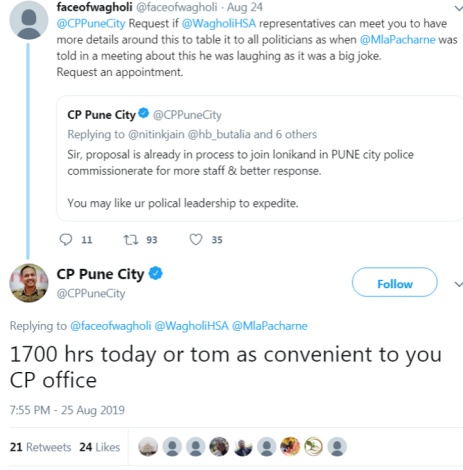 faceofwagholi @faceofwagholi · Aug 24
@CPPuneCity Request if @WagholiHSA representatives can meet you to have
more details around this to table it to all politicians as when @MlaPacharne was
told in a meeting about this he was laughing as it was a big joke.
Request an appointment.
CP Pune City @CPPuneCity
Replying to @nitinkjain @hb_butalia and 6 others
Sir, proposal is already in process to join lonikand in PUNE city police
commissionerate for more staff & better response.
You may like ur polical leadership to expedite.
11 93 35
CP Pune City
@CPPuneCity
Follow
Replying to @faceofwagholi @WagholiHSA @MlaPacharne
1700 hrs today or tom as convenient to you
CP office
7:55 PM - 25 Aug 2019
21 Retweets 24 Likes